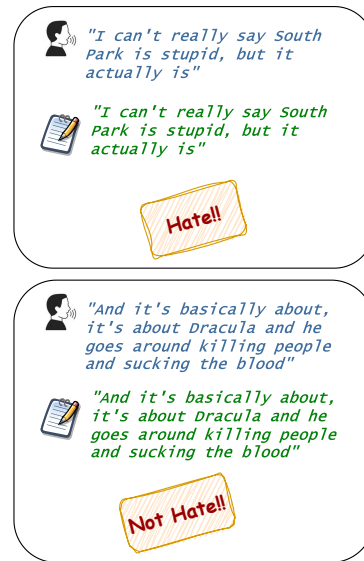 "I can't really say South
Park is stupid, but it
actually is"
"I can't really say South
Park is stupid, but it
actually is"
Hate!!
"And it's basically about,
it's about Dracula and he
goes around killing people
and sucking the blood"
"And it's basically about,
it's about Dracula and he
goes around killing people
and sucking the blood"
Not Hate!!